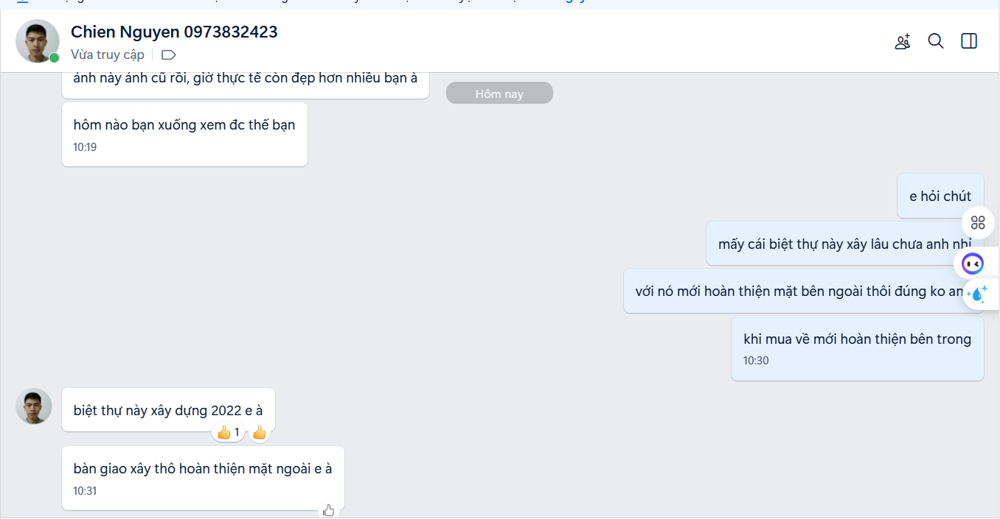 Chien Nguyen 0973832423
Vừa truy cập
ảnh này ảnh cũ rồi, giờ thực tế còn đẹp hơn nhiều bạn à
Hôm nay
hôm nào bạn xuống xem đc thế bạn
10:19
e hỏi chút
mấy cái biệt thự này xây lâu chưa anh nhỉ
với nó mới hoàn thiện mặt bên ngoài thôi đúng ko an
khi mua về mới hoàn thiện bên trong
10:30
biệt thự này xây dựng 2022 e à
1
bàn giao xây thô hoàn thiện mặt ngoài e à
10:31